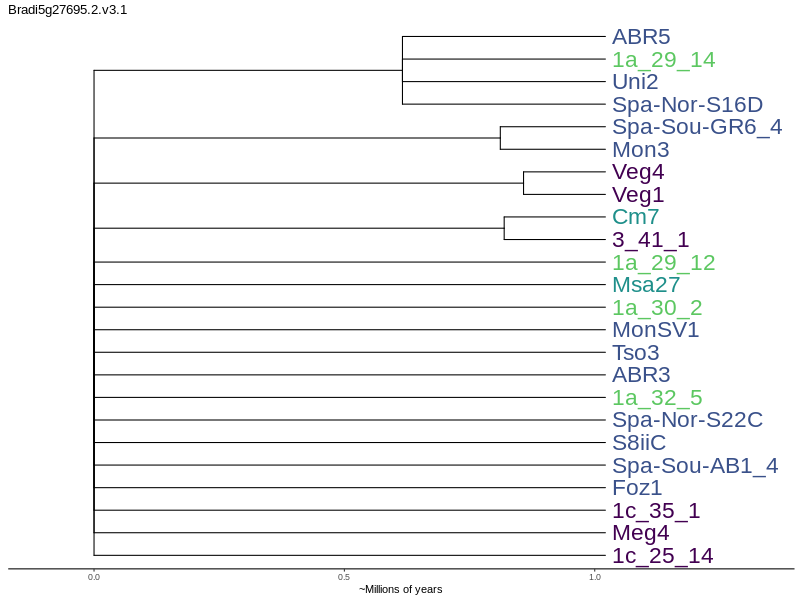 Bradi5g27695.2.v3.1
ABR5
1a_29_14
Uni2
Spa-Nor-S16D
Spa-Sou-GR6_4
Mon3
Veg4
Veg1
Cm7
3_41_1
1a_29_12
Msa27
1a_30_2
MonSV1
Tso3
ABR3
1a_32_5
Spa-Nor-S22C
S8iiC
Spa-Sou-AB1_4
Foz1
1c_35_1
Meg4
1c_25_14
0.0 0.5 1.0
~Millions of years